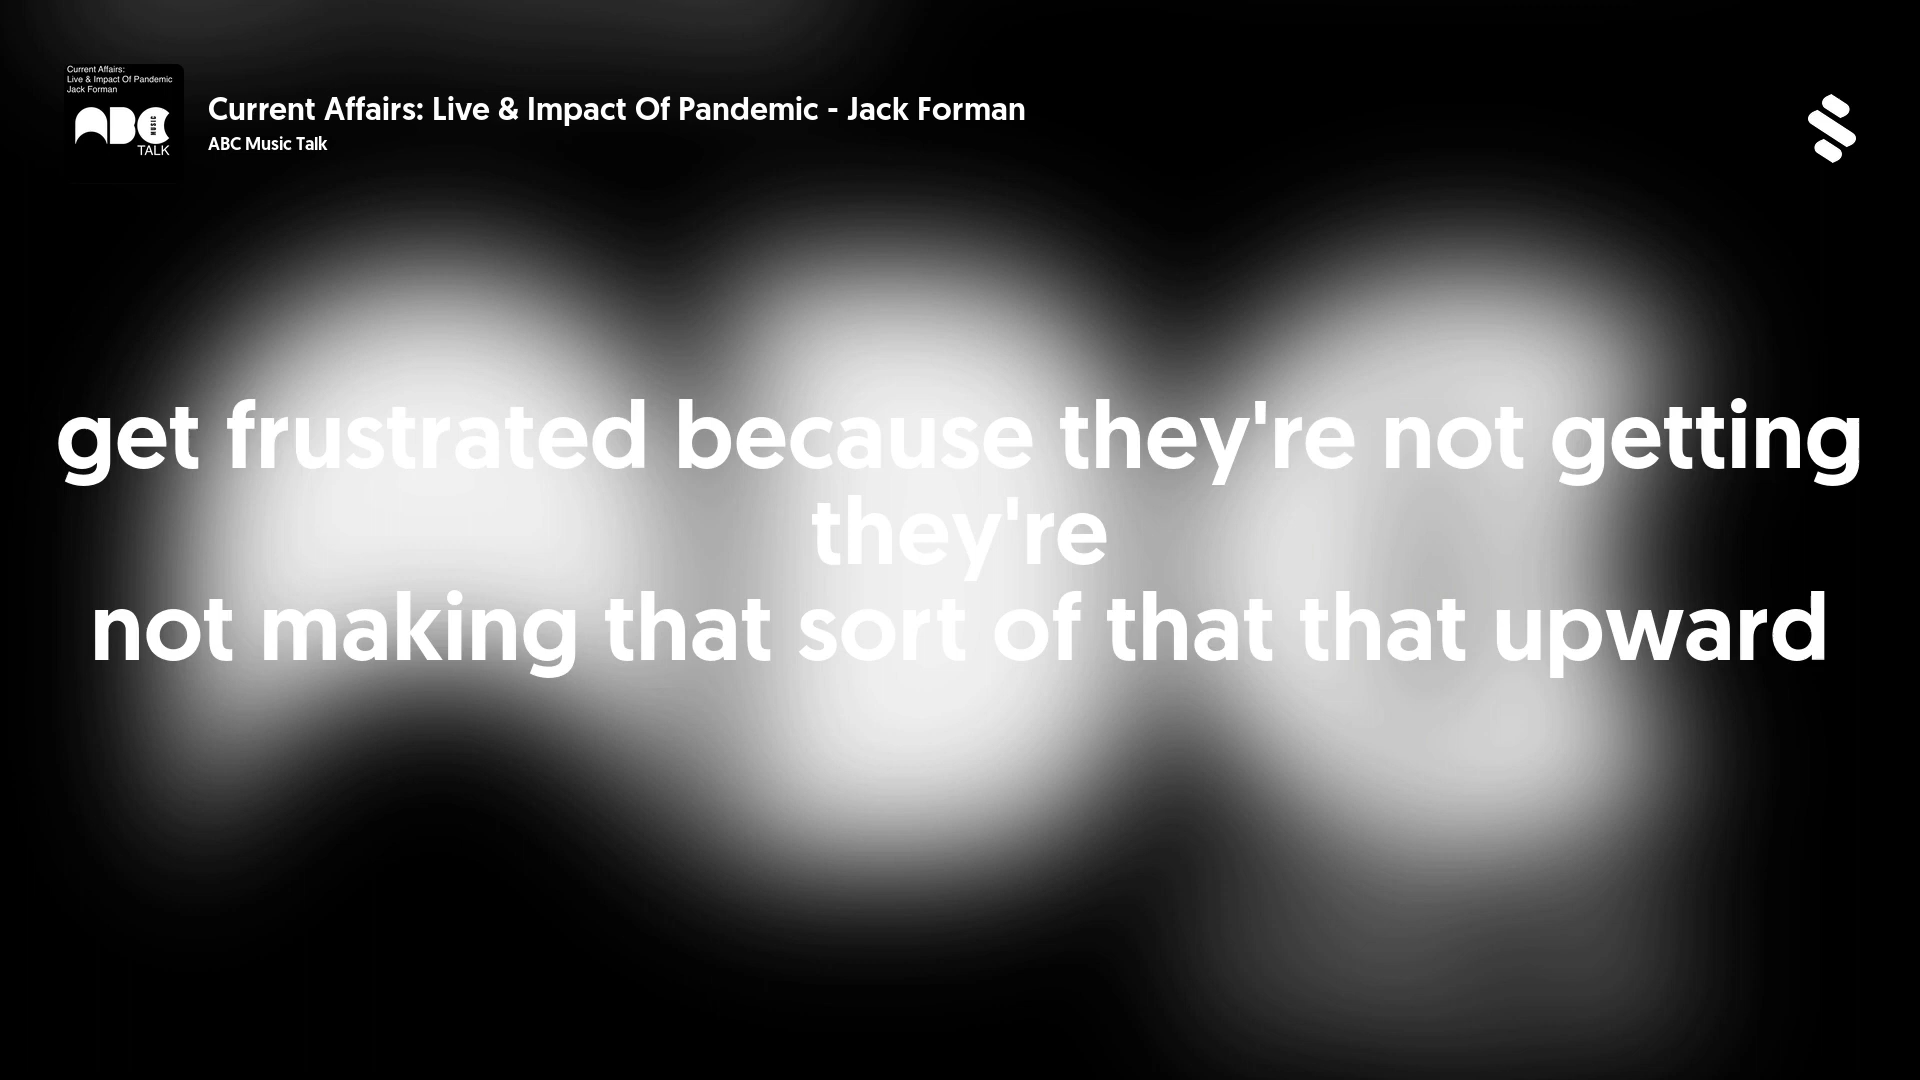 Current Affairs:
Live & Impact Of Pandemic
Jack Forman
ABC
MUSIC
TALK
Current Affairs: Live & Impact Of Pandemic - Jack Forman
ABC Music Talk
get frustrated because they're not getting
they're
not making that sort of that that upward